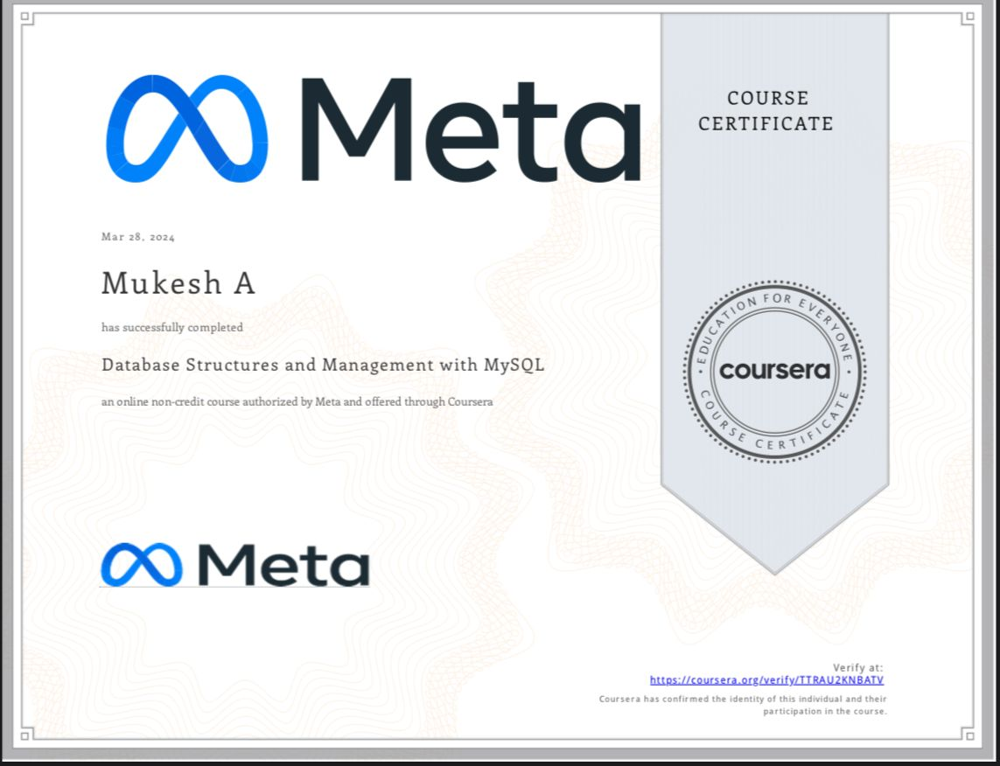 Meta
COURSE
CERTIFICATE
Mar 28, 2024
Mukesh A
has successfully completed
Database Structures and Management with MySQL
an online non-credit course authorized by Meta and offered through Coursera
EDUCATION FOR EVERYONE
coursera
COURSE CERTIFICATE
Meta
Verify at:
https://coursera.org/verify/TTRAU2KNBATV
Coursera has confirmed the identity of this individual and their
participation in the course.